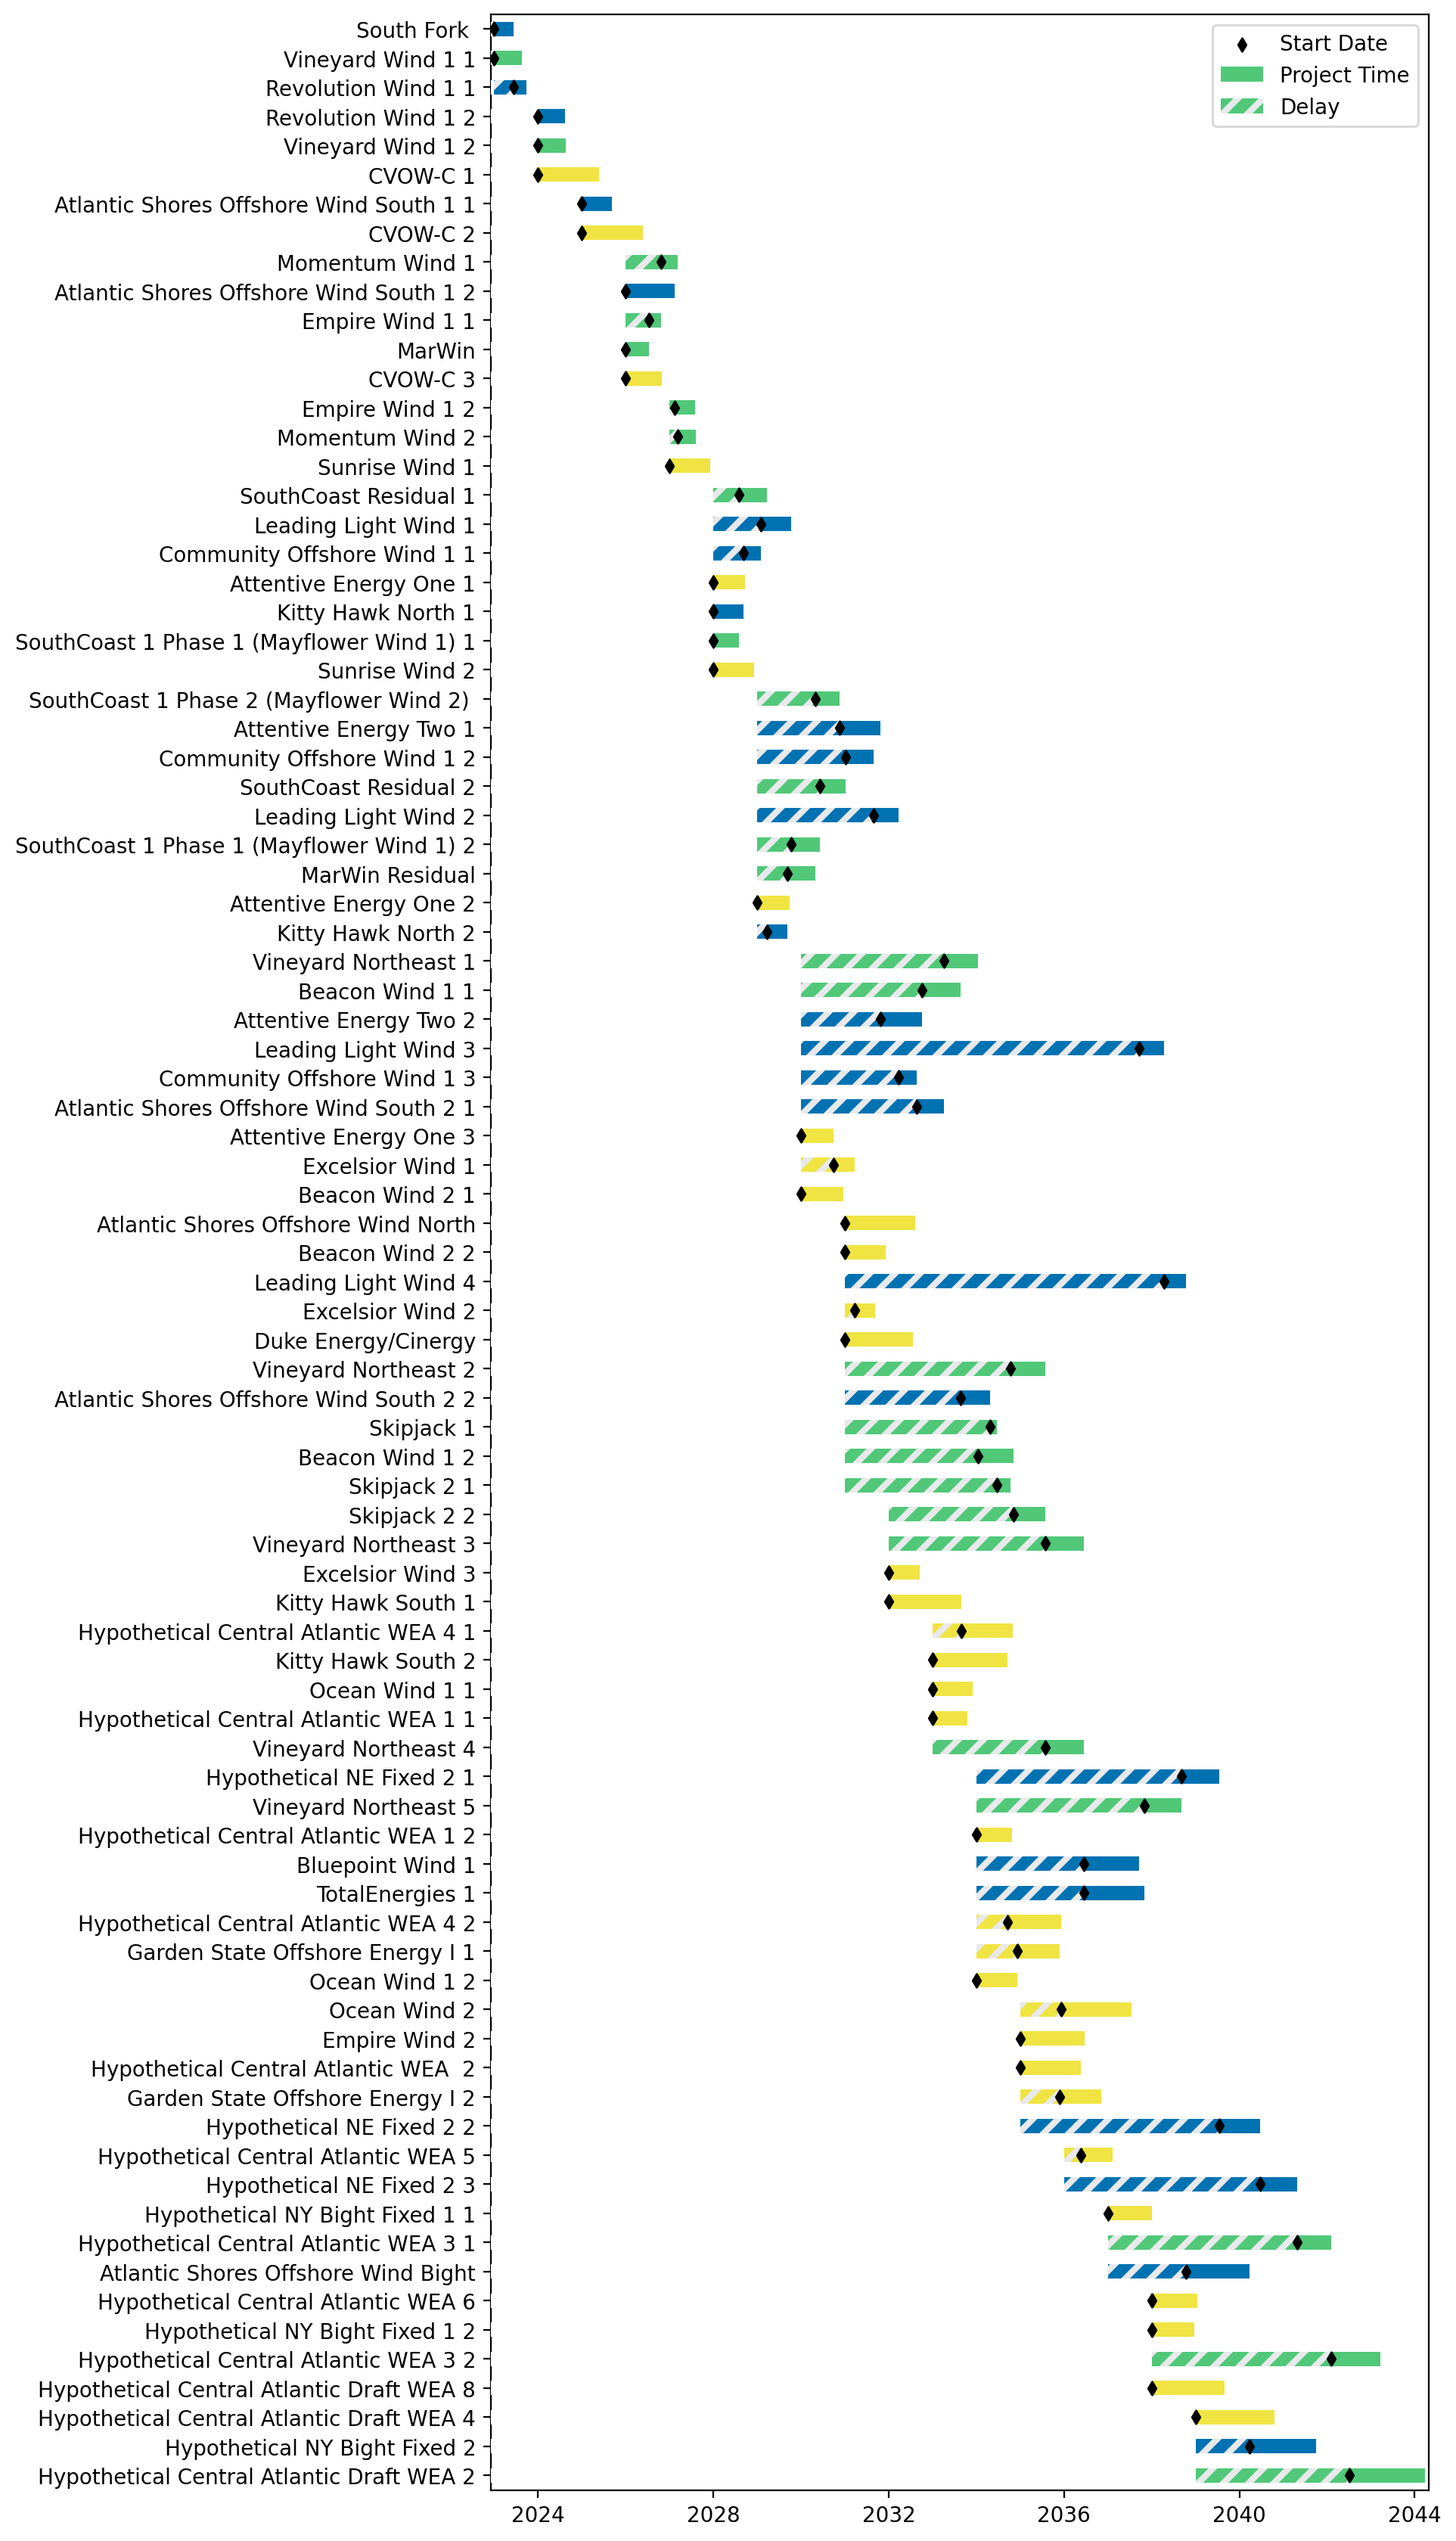 South Fork
Vineyard Wind 1 1
Revolution Wind 1 1
Revolution Wind 1 2
Vineyard Wind 1 2
CVOW-C 1
Atlantic Shores Offshore Wind South 1 1
CVOW-C 2
Momentum Wind 1
Atlantic Shores Offshore Wind South 1 2
Empire Wind 1 1
MarWin
CVOW-C 3
Empire Wind 1 2
Momentum Wind 2
Sunrise Wind 1
SouthCoast Residual 1
Leading Light Wind 1
Community Offshore Wind 1 1
Attentive Energy One 1
Kitty Hawk North 1
SouthCoast 1 Phase 1 (Mayflower Wind 1) 1
Sunrise Wind 2
SouthCoast 1 Phase 2 (Mayflower Wind 2)
Attentive Energy Two 1
Community Offshore Wind 1 2
SouthCoast Residual 2
Leading Light Wind 2
SouthCoast 1 Phase 1 (Mayflower Wind 1) 2
MarWin Residual
Attentive Energy One 2
Kitty Hawk North 2
Vineyard Northeast 1
Beacon Wind 1 1
Attentive Energy Two 2
Leading Light Wind 3
Community Offshore Wind 1 3
Atlantic Shores Offshore Wind South 2 1
Attentive Energy One 3
Excelsior Wind 1
Beacon Wind 2 1
Atlantic Shores Offshore Wind North
Beacon Wind 2 2
Leading Light Wind 4
Excelsior Wind 2
Duke Energy/Cinergy
Vineyard Northeast 2
Atlantic Shores Offshore Wind South 2 2
Skipjack 1
Beacon Wind 1 2
Skipjack 2 1
Skipjack 2 2
Vineyard Northeast 3
Excelsior Wind 3
Kitty Hawk South 1
Hypothetical Central Atlantic WEA 4 1
Kitty Hawk South 2
Ocean Wind 1 1
Hypothetical Central Atlantic WEA 1 1
Vineyard Northeast 4
Hypothetical NE Fixed 2 1
Vineyard Northeast 5
Hypothetical Central Atlantic WEA 1 2
Bluepoint Wind 1
TotalEnergies 1
Hypothetical Central Atlantic WEA 4 2
Garden State Offshore Energy I 1
Ocean Wind 1 2
Ocean Wind 2
Empire Wind 2
Hypothetical Central Atlantic WEA  2
Garden State Offshore Energy I 2
Hypothetical NE Fixed 2 2
Hypothetical Central Atlantic WEA 5
Hypothetical NE Fixed 2 3
Hypothetical NY Bight Fixed 1 1
Hypothetical Central Atlantic WEA 3 1
Atlantic Shores Offshore Wind Bight
Hypothetical Central Atlantic WEA 6
Hypothetical NY Bight Fixed 1 2
Hypothetical Central Atlantic WEA 3 2
Hypothetical Central Atlantic Draft WEA 8
Hypothetical Central Atlantic Draft WEA 4
Hypothetical NY Bight Fixed 2
Hypothetical Central Atlantic Draft WEA 2
Start Date
Project Time
Delay
2024 2028 2032 2036 2040 2044